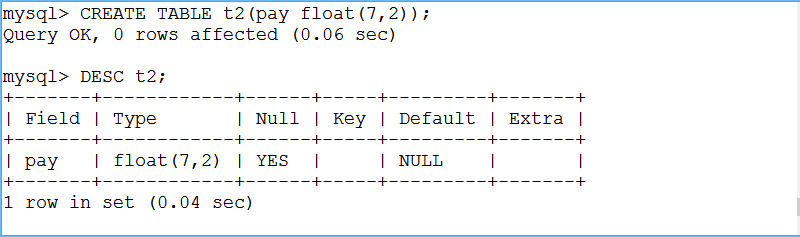 mysql> CREATE TABLE t2(pay float(7,2));
Query OK, 0 rows affected (0.06 sec)
mysql> DESC t2;
+-------+------------+------+-----+---------+-------+
| Field | Type       | Null | Key | Default | Extra |
+-------+------------+------+-----+---------+-------+
| pay   | float(7,2) | YES  |     | NULL    |       |
+-------+------------+------+-----+---------+-------+
1 row in set (0.04 sec)